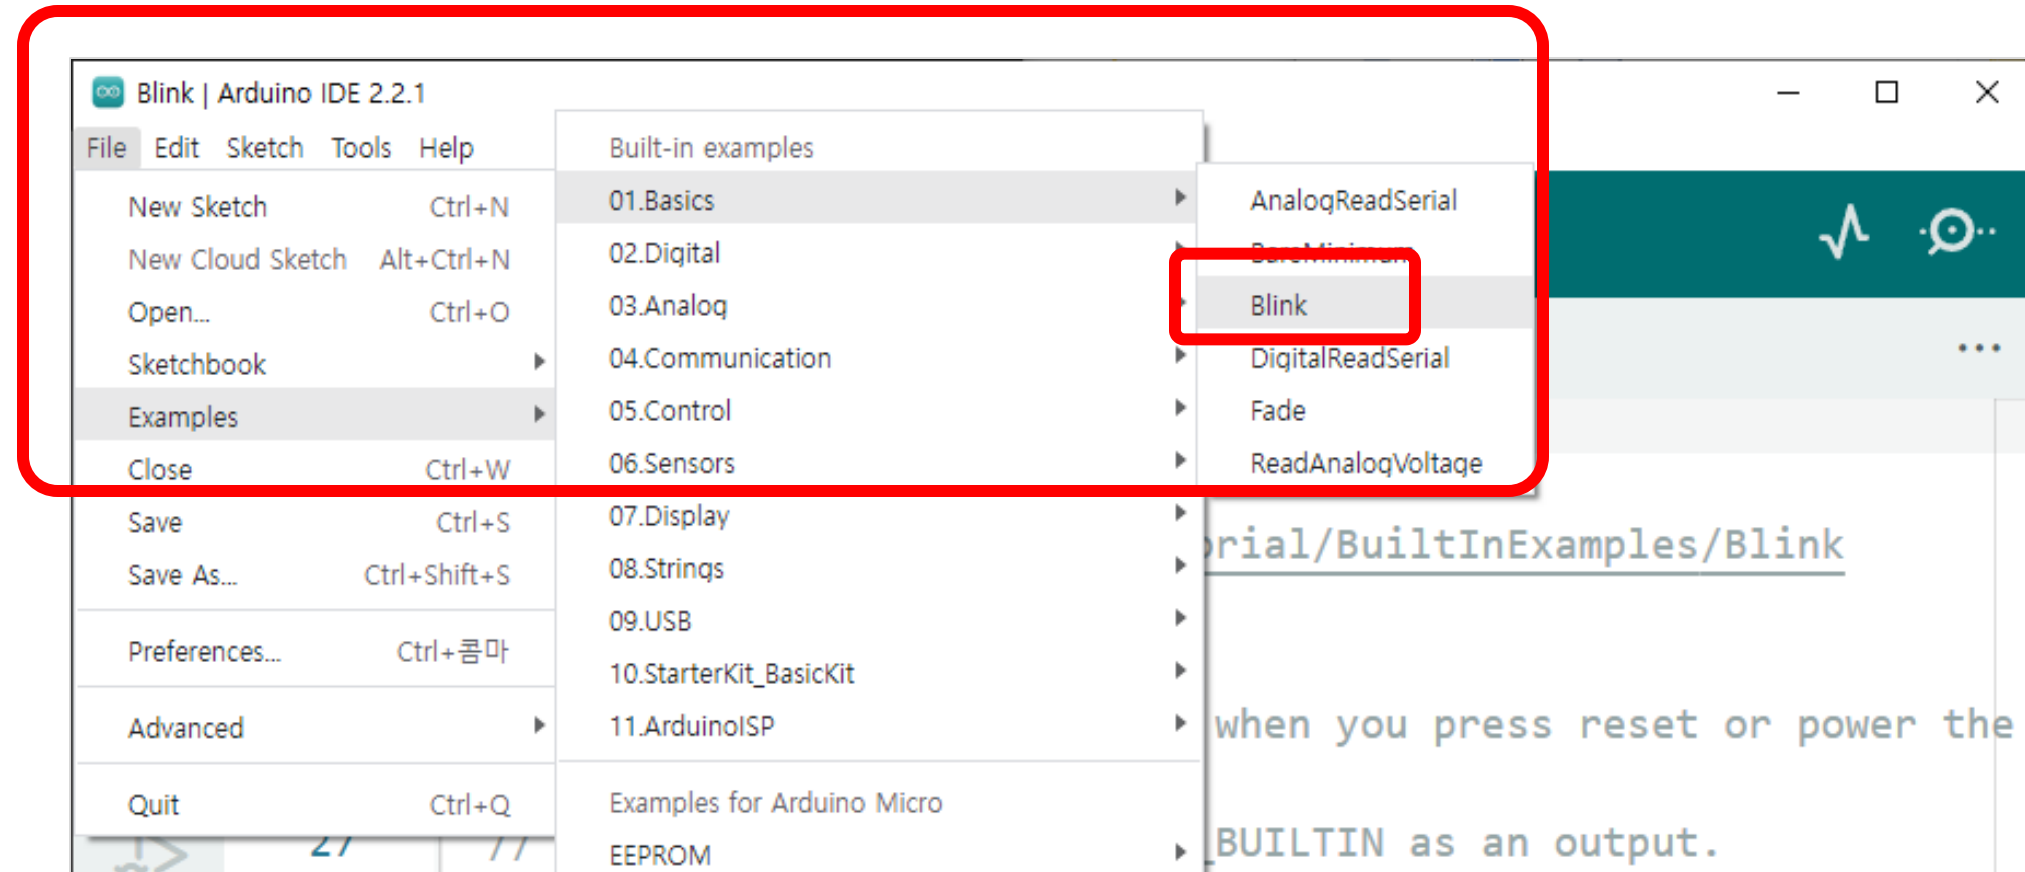 Blink | Arduino IDE 2.2.1
File Edit Sketch Tools Help
New Sketch Ctrl+N
New Cloud Sketch Alt+Ctrl+N
Open... Ctrl+O
Sketchbook
Examples
Close Ctrl+W
Save Ctrl+S
Save As... Ctrl+Shift+S
Preferences... Ctrl+콤마
Advanced
Quit Ctrl+Q
27
Built-in examples
01.Basics
02.Digital
03.Analog
04.Communication
05.Control
06.Sensors
07.Display
08.Strings
09.USB
10.StarterKit_BasicKit
11.ArduinoISP
Examples for Arduino Micro
EEPROM
AnalogReadSerial
BareMinimum
Blink
DigitalReadSerial
Fade
ReadAnalogVoltage
orial/BuiltInExamples/Blink
when you press reset or power the
_BUILTIN as an output.